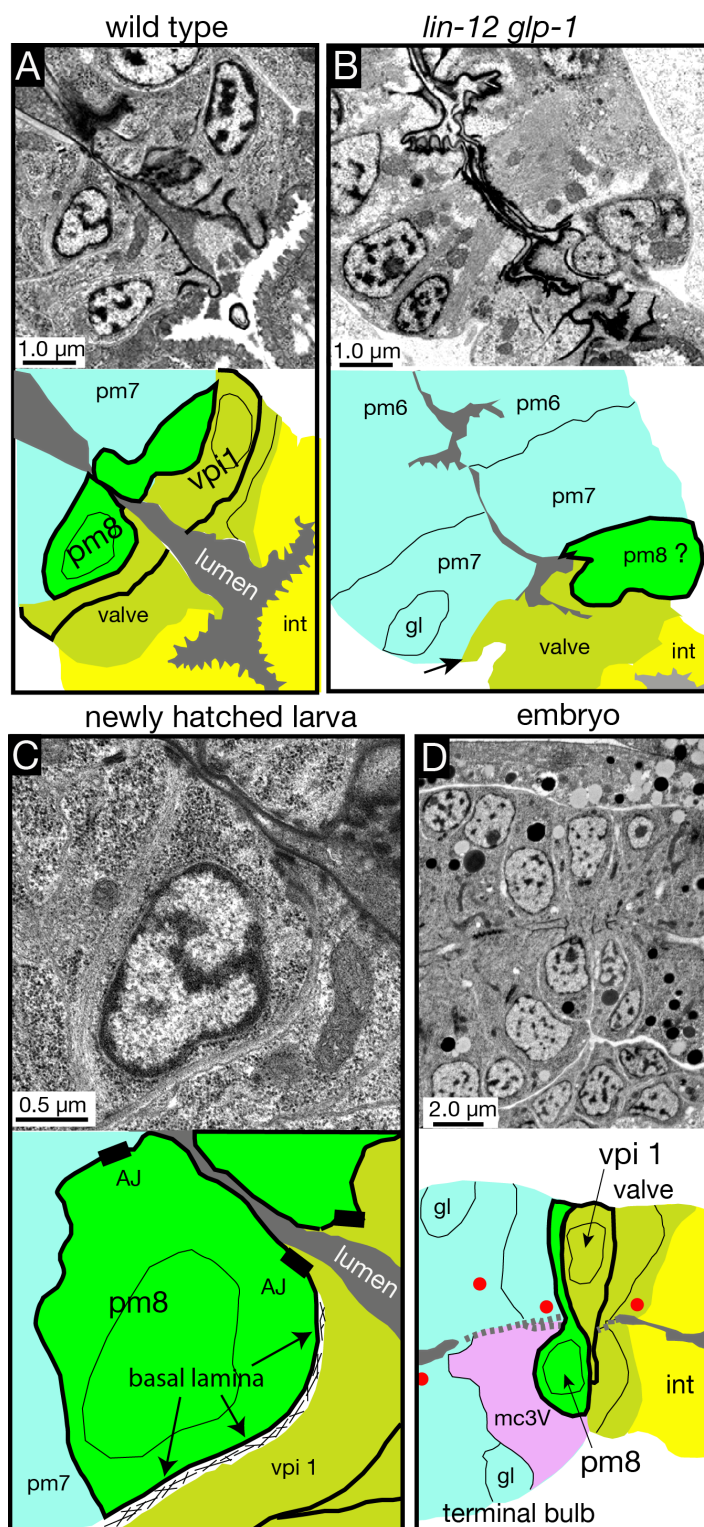 wild type
lin-12 glp-1
A
B
1.0 µm
1.0 µm
pm7
vpi1
pm8
lumen
valve
int
pm6
pm6
pm7
pm7
pm8 ?
gl
valve
int
newly hatched larva
embryo
C
D
0.5 µm
2.0 µm
AJ
lumen
pm8
AJ
basal lamina
vpi 1
pm7
vpi 1
valve
gl
mc3V
int
gl
pm8
terminal bulb